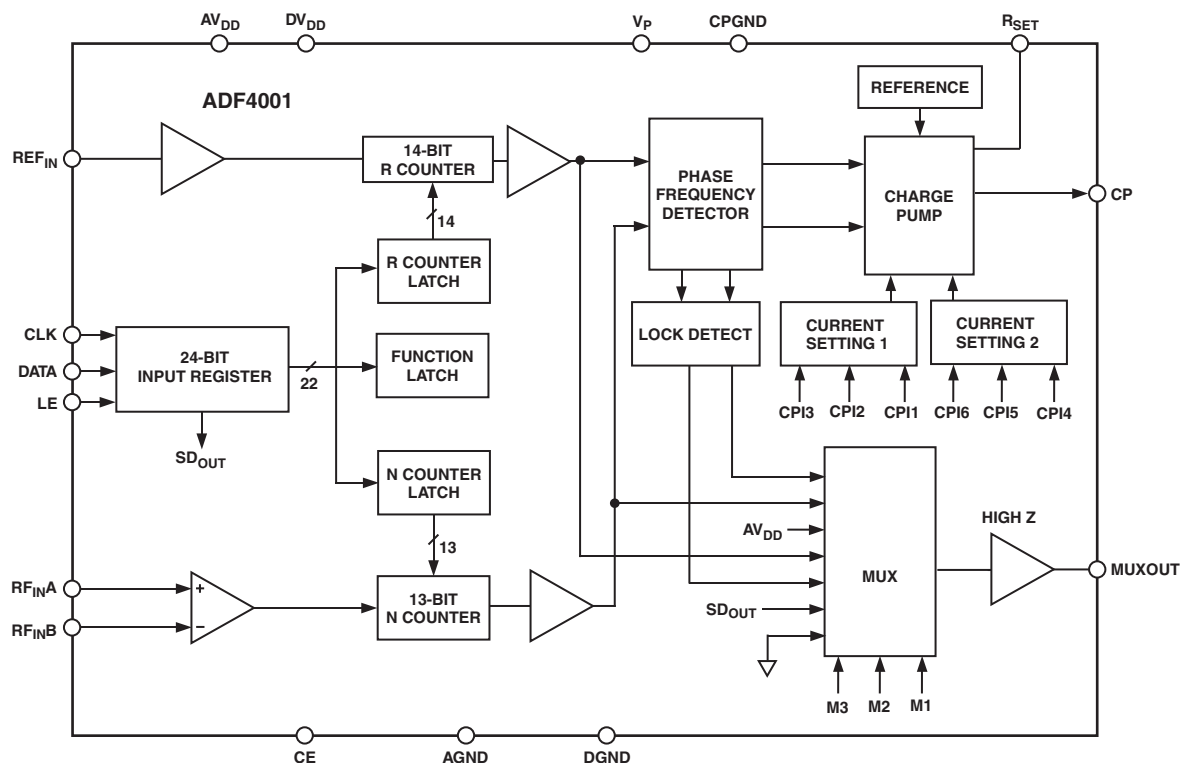 AVDD
DVDD
VP
CPGND
RSET
ADF4001
REFERENCE
REFIN
14-BIT
R COUNTER
PHASE
FREQUENCY
DETECTOR
CHARGE
PUMP
CP
14
R COUNTER
LATCH
CLK
DATA
LE
24-BIT
INPUT REGISTER
22
FUNCTION
LATCH
LOCK DETECT
CURRENT
SETTING 1
CURRENT
SETTING 2
CPI3
CPI2
CPI1
CPI6
CPI5
CPI4
SDOUT
N COUNTER
LATCH
13
AVDD
HIGH Z
MUX
MUXOUT
RFINA
RFINB
+
−
13-BIT
N COUNTER
SDOUT
M3
M2
M1
CE
AGND
DGND